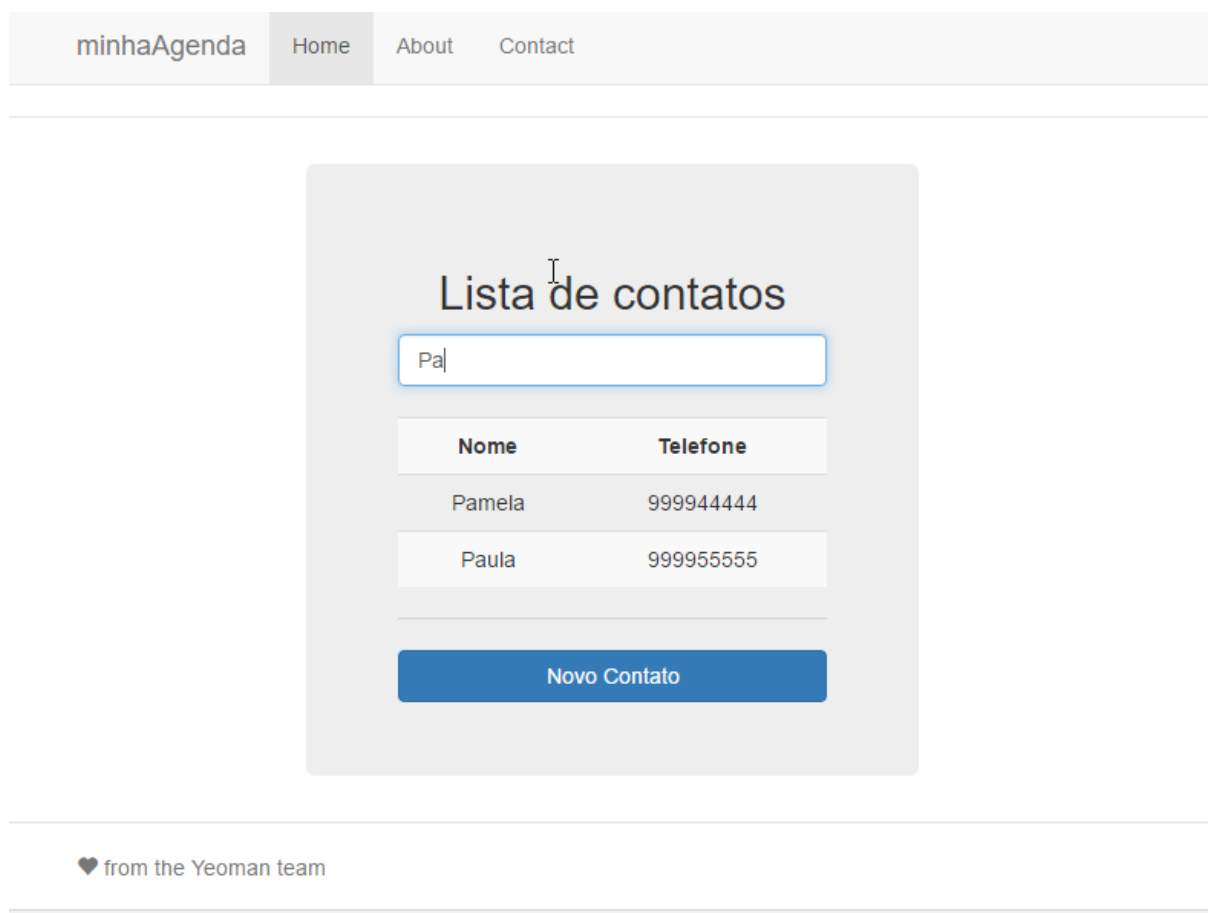 minhaAgenda Home About Contact
Lista de contatos
Pa
Nome Telefone
Pamela 999944444
Paula 999955555
Novo Contato
from the Yeoman team